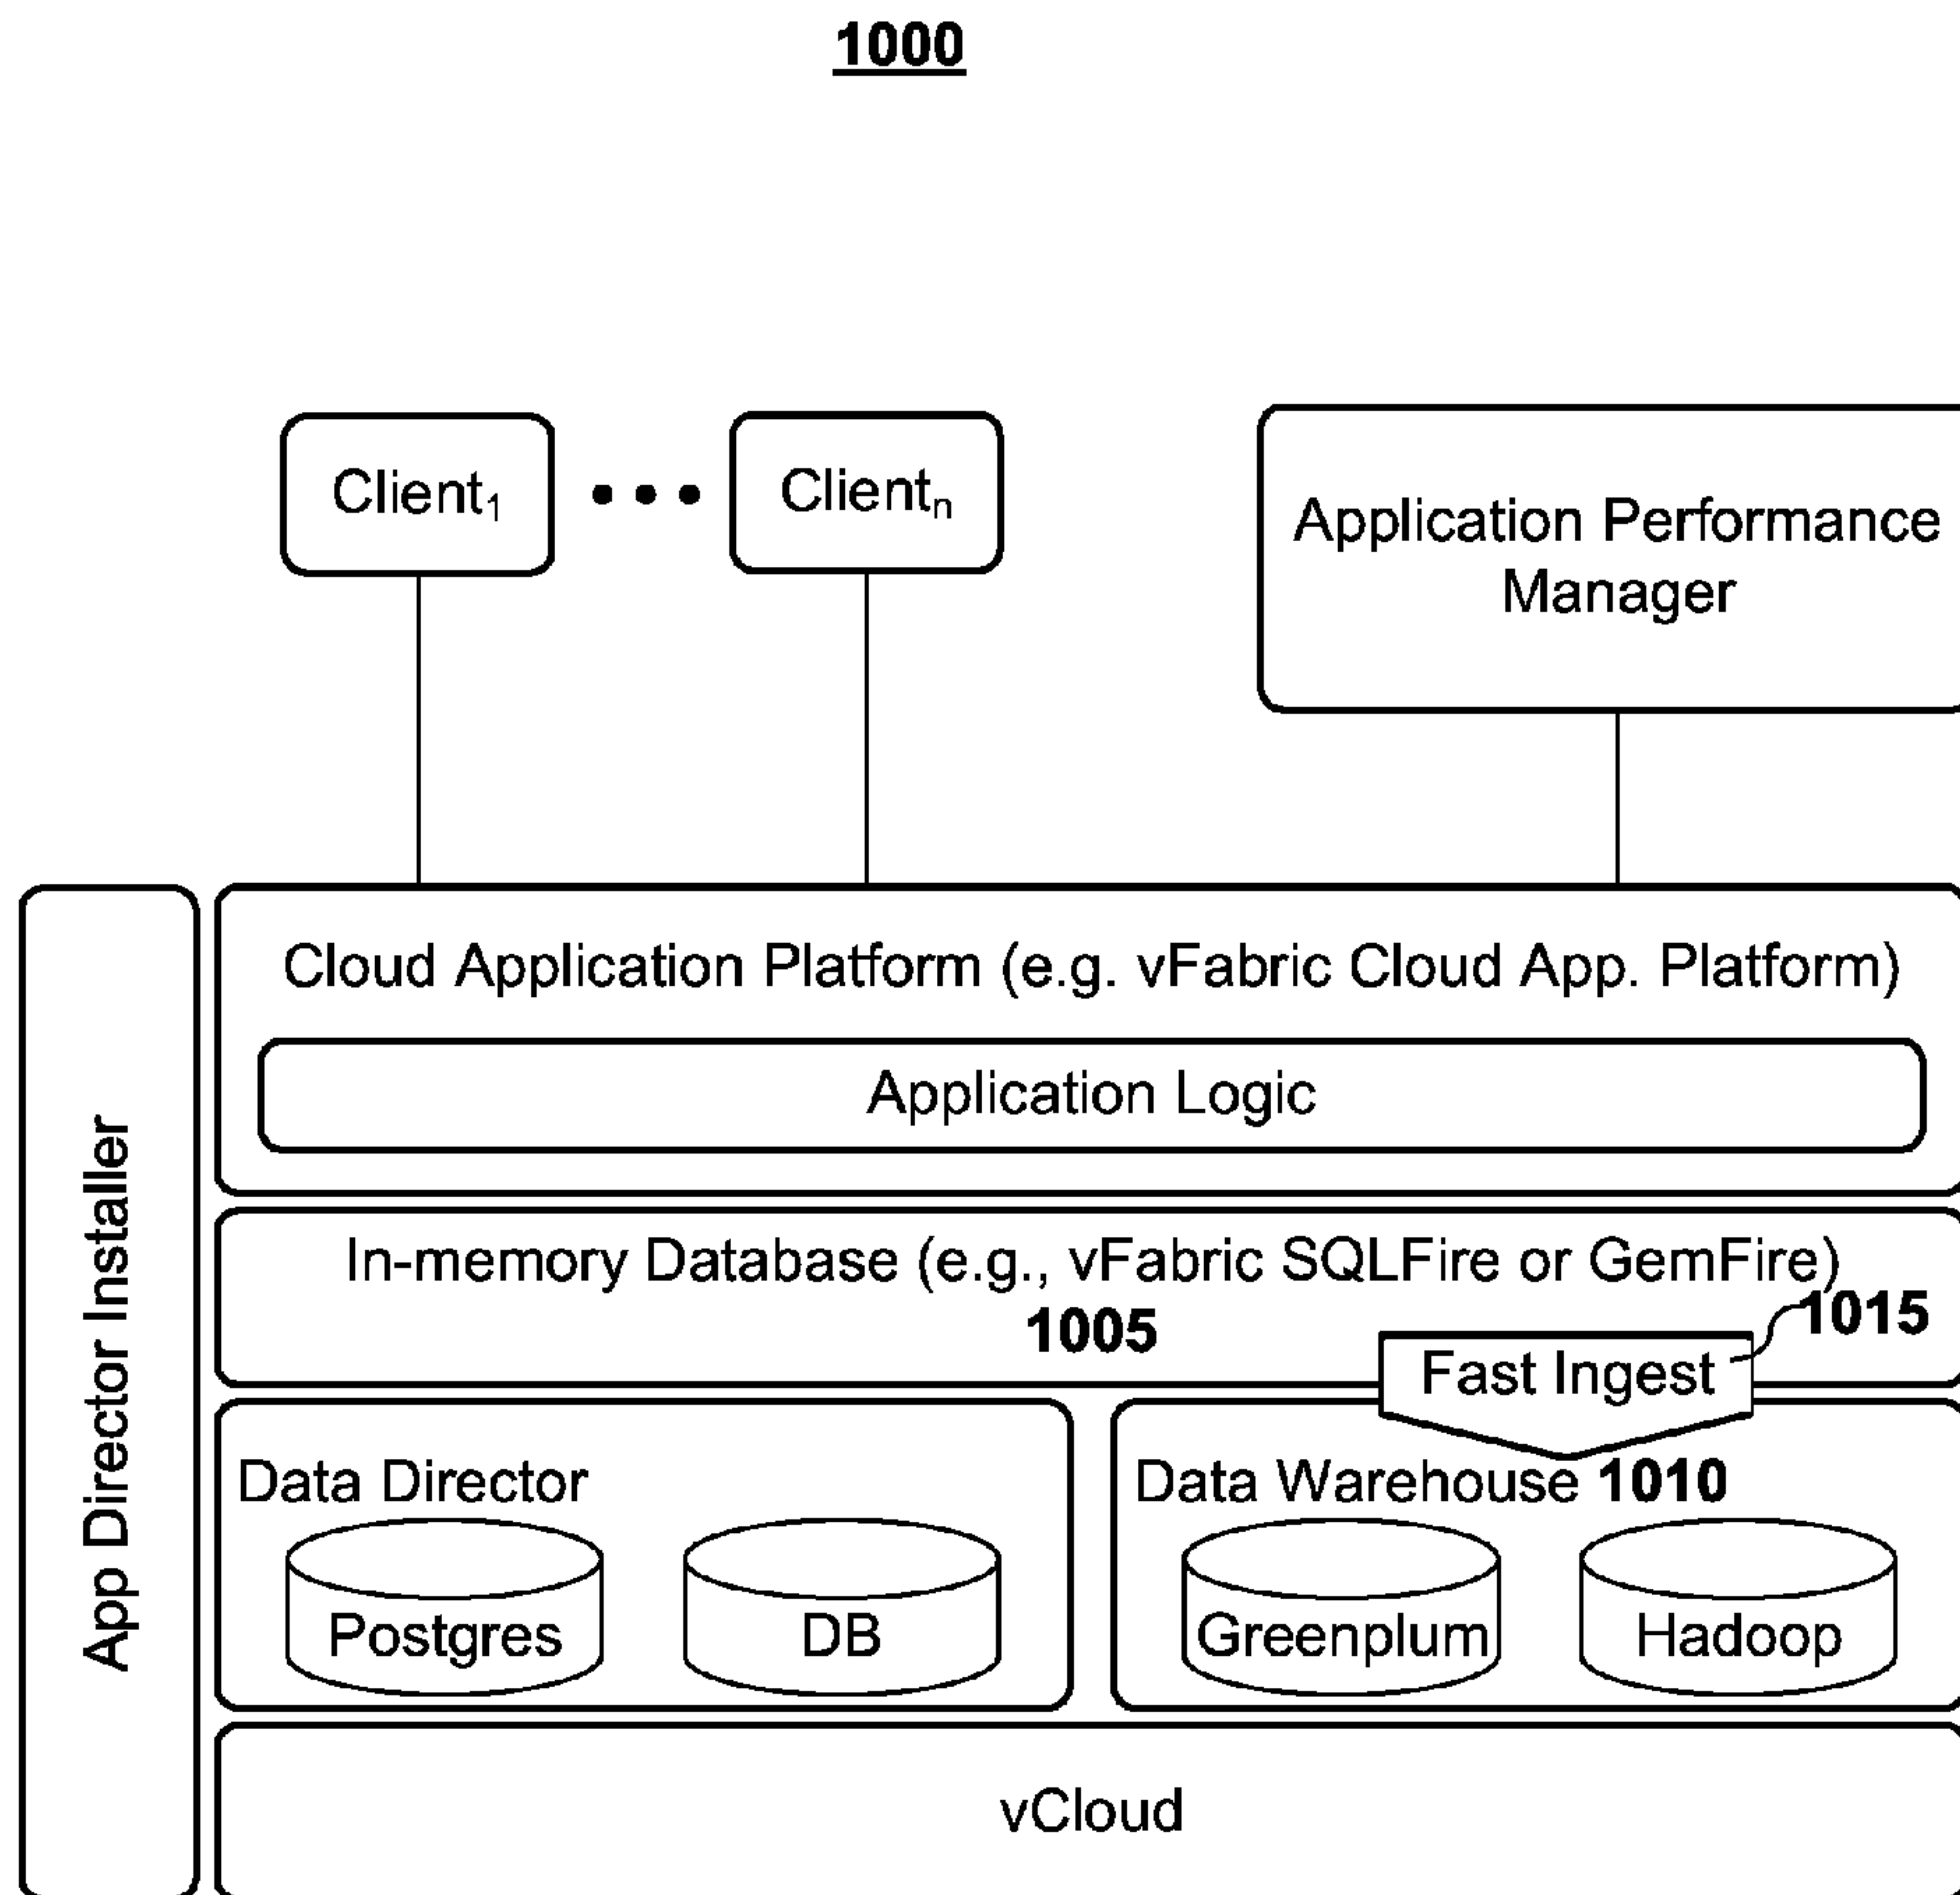 1000
Client1
Clientn
Application Performance
Manager
App Director Installer
Cloud Application Platform (e.g. vFabric Cloud App. Platform)
Application Logic
In-memory Database (e.g., vFabric SQLFire or GemFire)
1005
1015
Fast Ingest
Data Director
Data Warehouse 1010
Postgres
DB
Greenplum
Hadoop
vCloud